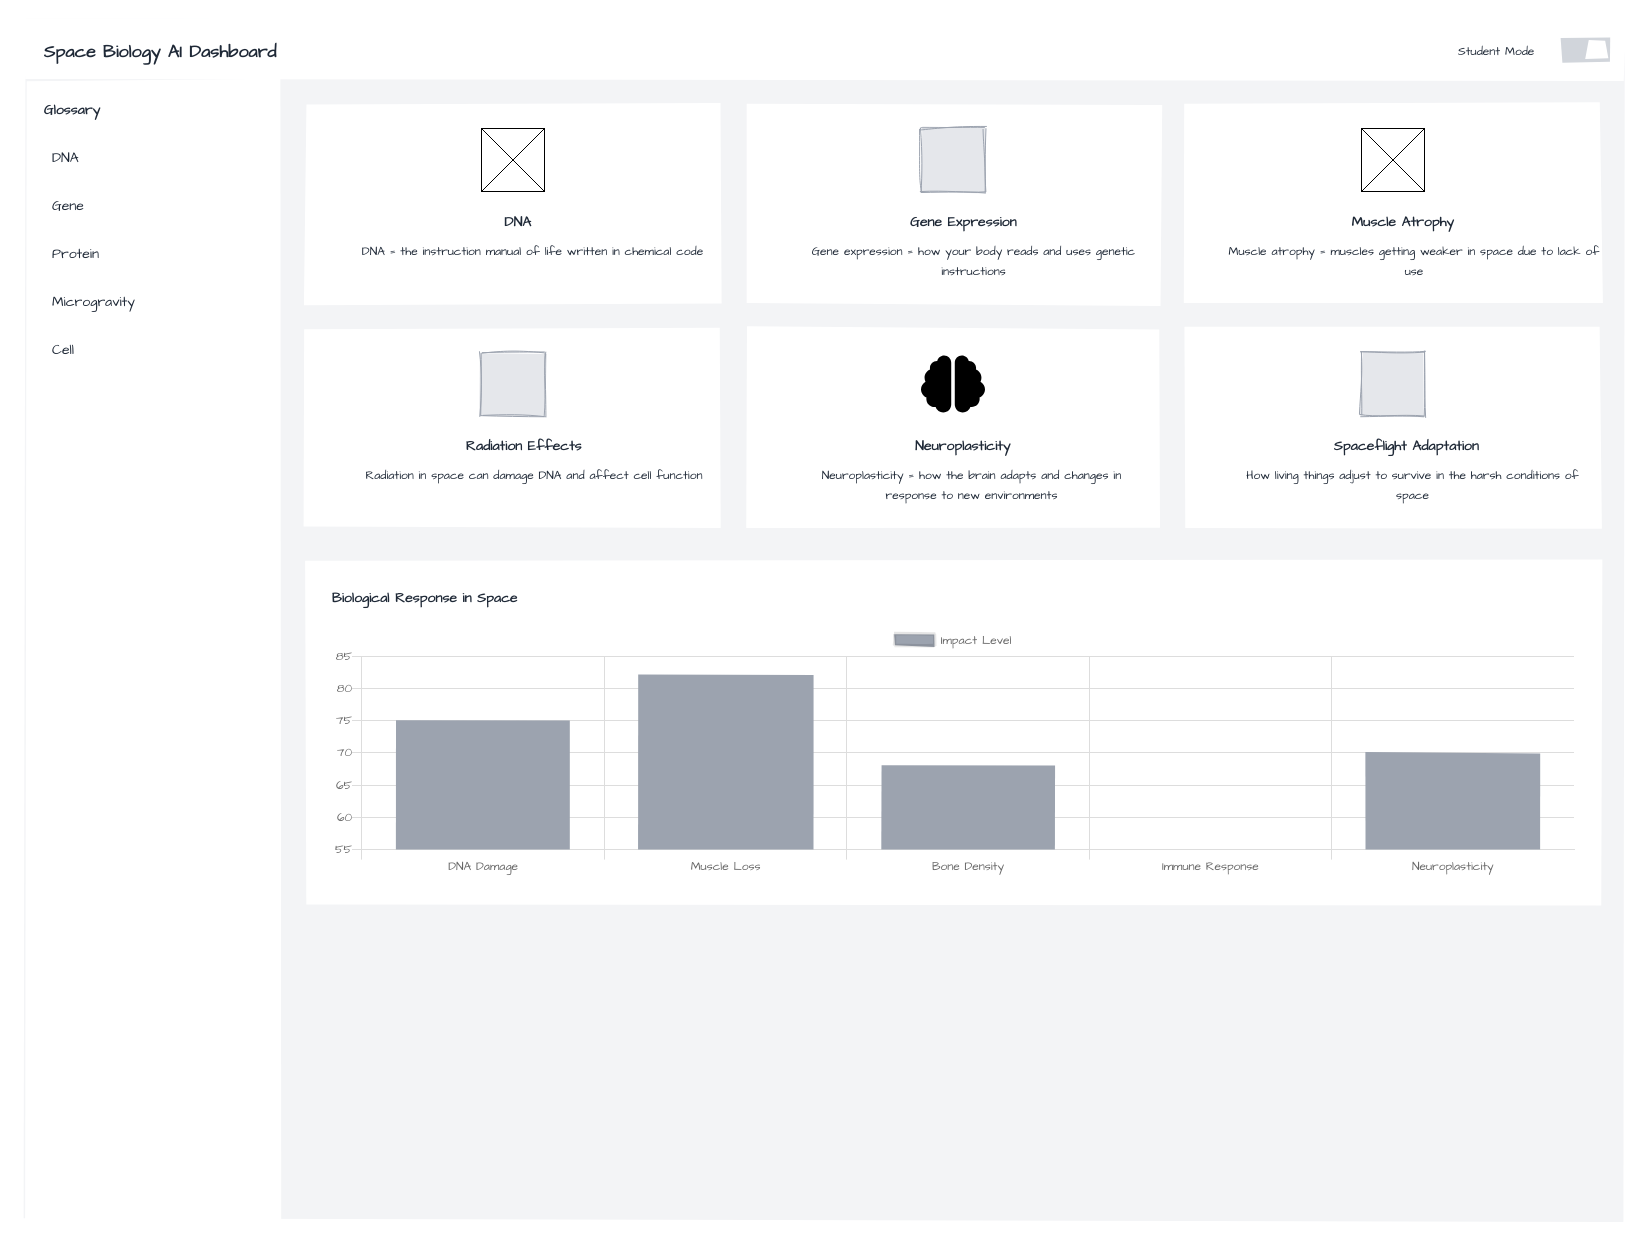 Space Biology AI Dashboard
Student Mode
Glossary
DNA
Gene
Protein
Microgravity
Cell
DNA
DNA = the instruction manual of life written in chemical code
Gene Expression
Gene expression = how your body reads and uses genetic
instructions
Muscle Atrophy
Muscle atrophy = muscles getting weaker in space due to lack of
use
Radiation Effects
Radiation in space can damage DNA and affect cell function
Neuroplasticity
Neuroplasticity = how the brain adapts and changes in
response to new environments
Spaceflight Adaptation
How living things adjust to survive in the harsh conditions of
space
Biological Response in Space
Impact Level
85
80
75
70
65
60
55
DNA Damage
Muscle Loss
Bone Density
Immune Response
Neuroplasticity